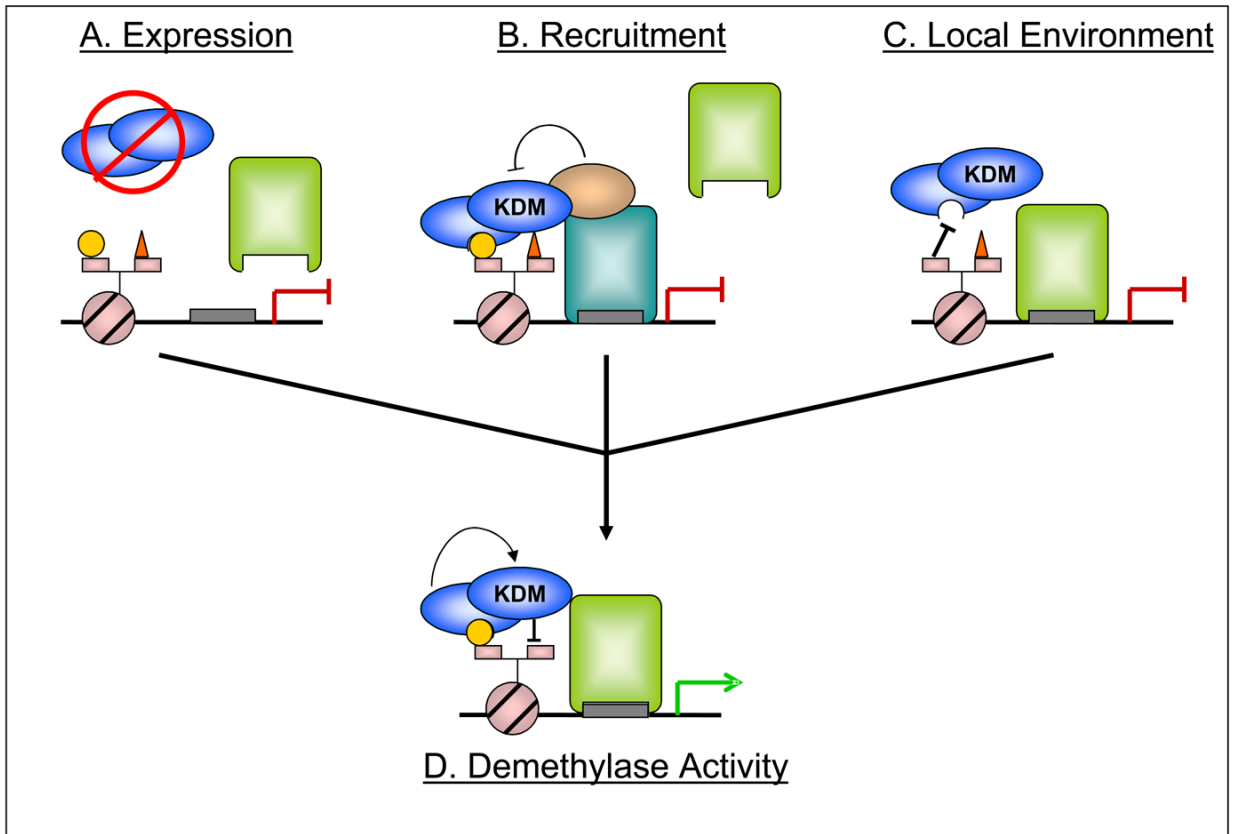 A. Expression
B. Recruitment
C. Local Environment
KDM
KDM
KDM
D. Demethylase Activity